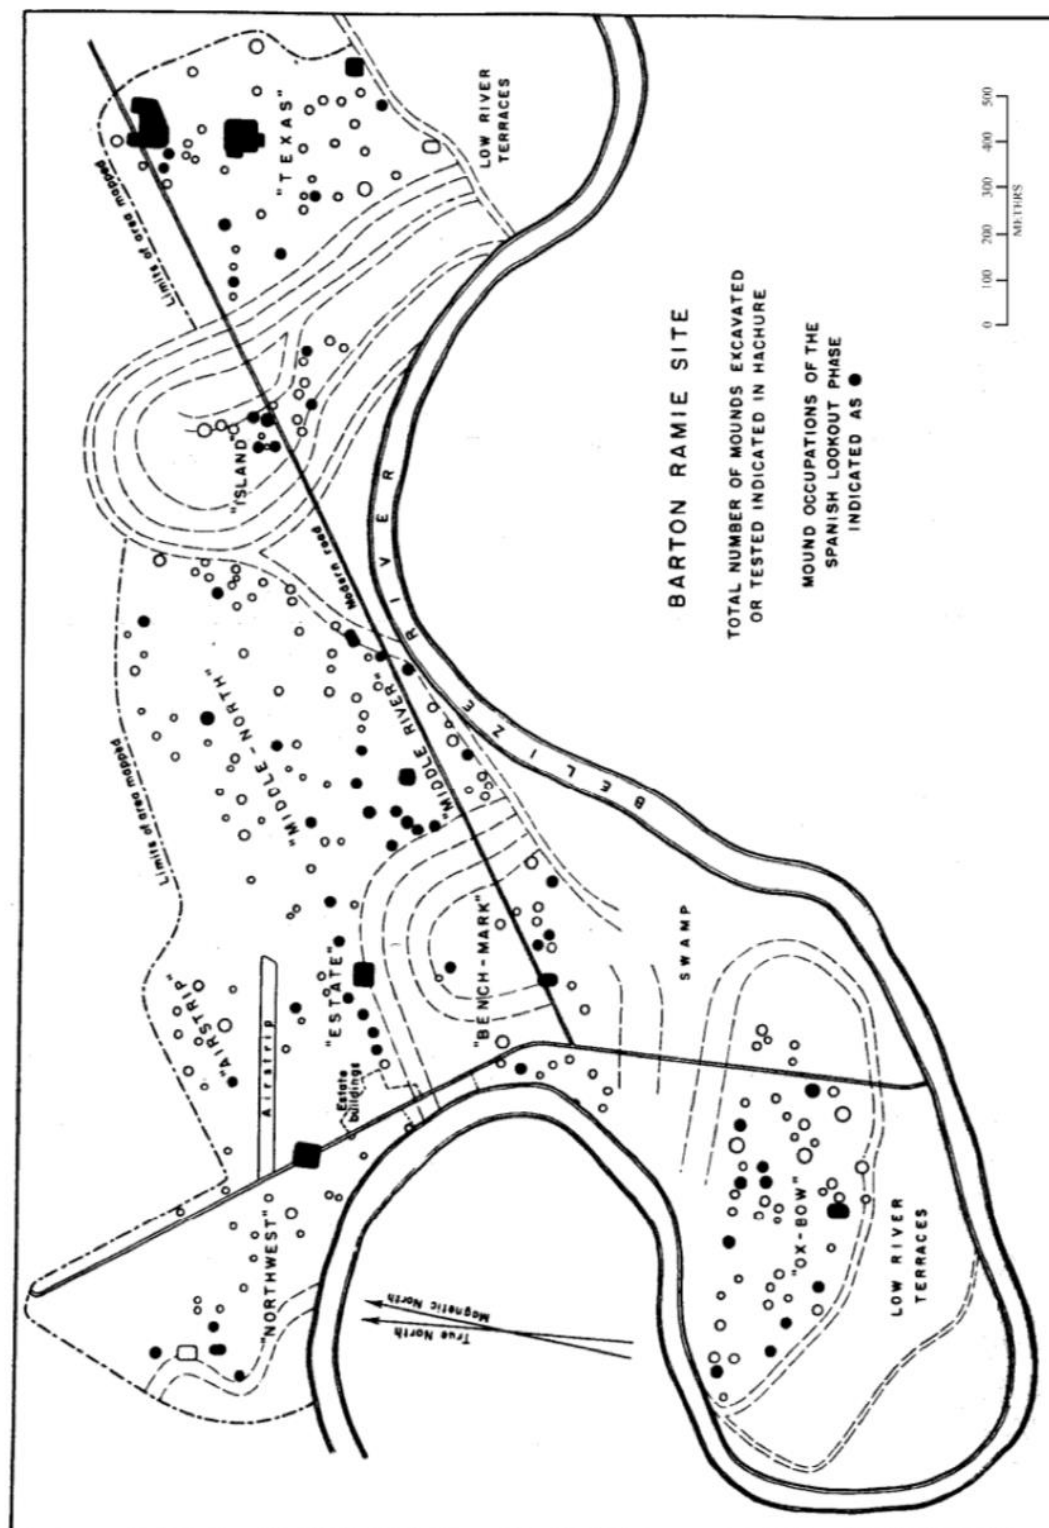 BARTON RAMIE SITE
TOTAL NUMBER OF MOUNDS EXCAVATED
OR TESTED INDICATED IN HACHURE
MOUND OCCUPATIONS OF THE
SPANISH LOOKOUT PHASE
INDICATED AS
0 100 200 300 400 500
METERS
LOW RIVER
TERRACES
"TEXAS"
Limits of area mapped
"ISLAND"
Modern road
BELIZE RIVER
"MIDDLE-NORTH"
"MIDDLE RIVER"
Limits of area mapped
"AIRSTRIP"
Airstrip
"ESTATE"
Estate
buildings
"BENCH-MARK"
SWAMP
"NORTHWEST"
Magnetic North
True North
"OX-BOW"
LOW RIVER
TERRACES